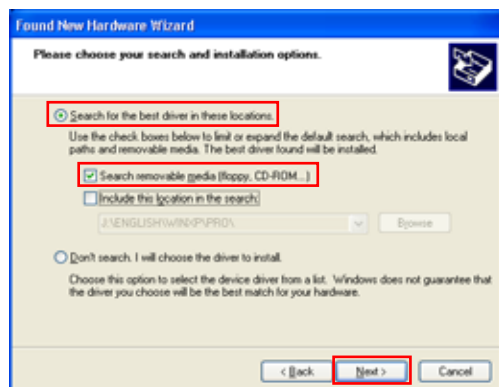 Found New Hardware Wizard
Please choose your search and installation options.
Search for the best driver in these locations.
Use the check boxes below to limit or expand the default search, which includes local
paths and removable media. The best driver found will be installed.
Search removable media (floppy, CD-ROM...)
Include this location in the search:
J:\ENGLISH\WINXP\PRO\
Browse
Don't search. I will choose the driver to install.
Choose this option to select the device driver from a list. Windows does not guarantee that
the driver you choose will be the best match for your hardware.
< Back
Next >
Cancel